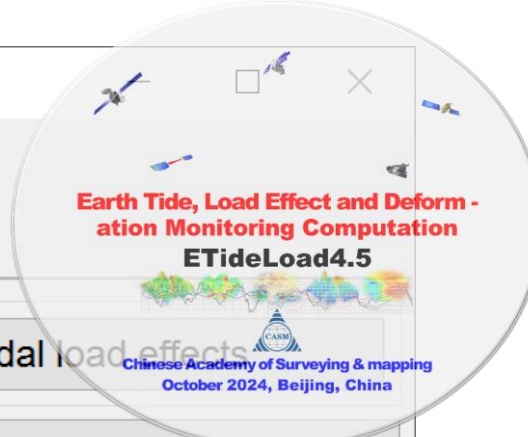 Earth Tide, Load Effect and Deform -
ation Monitoring Computation
ETideLoad4.5
dal load effects
CASM
Chinese Academy of Surveying & mapping
October 2024, Beijing, China